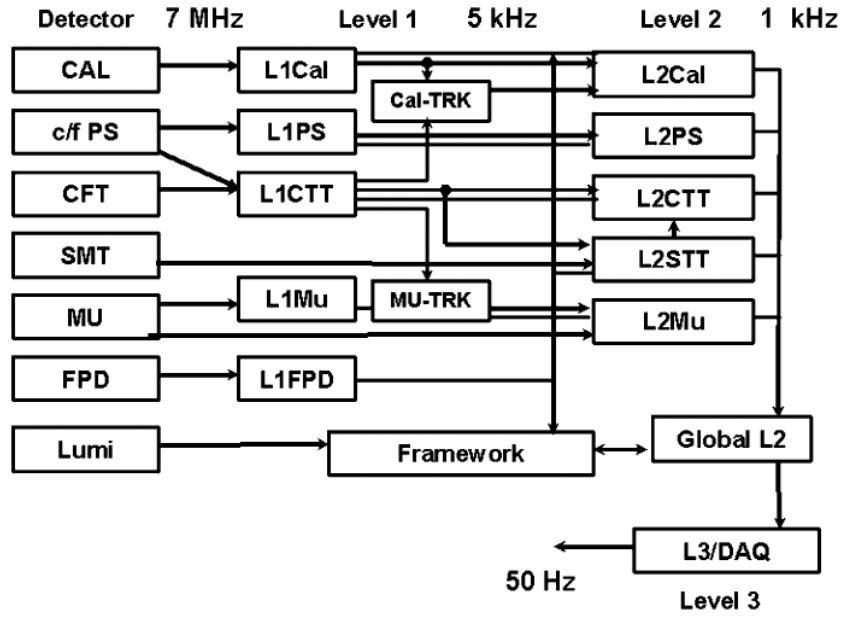 Detector 7 MHz Level 1 5 kHz Level 2 1 kHz
CAL L1Cal L2Cal
Cal-TRK
c/f PS L1PS L2PS
CFT L1CTT L2CTT
SMT L2STT
MU L1Mu MU-TRK L2Mu
FPD L1FPD
Lumi Framework Global L2
L3/DAQ
50 Hz
Level 3